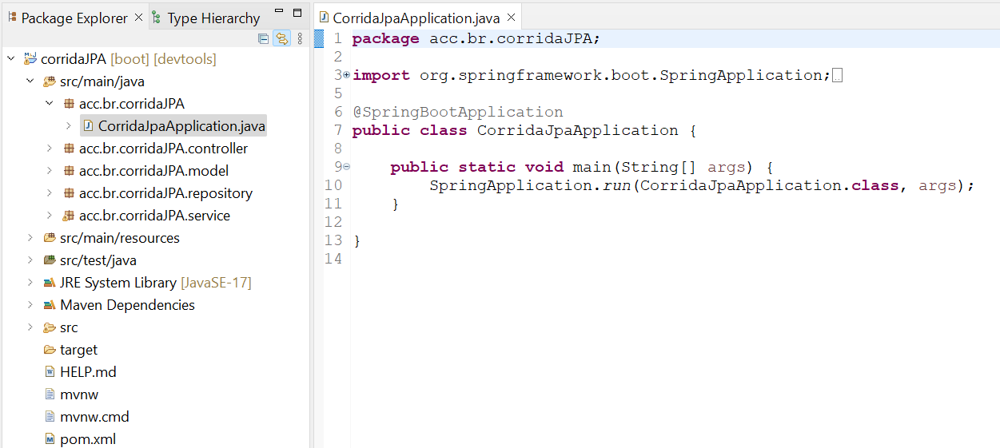 Package Explorer
Type Hierarchy
corridaJPA [boot] [devtools]
src/main/java
acc.br.corridaJPA
CorridaJpaApplication.java
acc.br.corridaJPA.controller
acc.br.corridaJPA.model
acc.br.corridaJPA.repository
acc.br.corridaJPA.service
src/main/resources
src/test/java
JRE System Library [JavaSE-17]
Maven Dependencies
src
target
HELP.md
mvnw
mvnw.cmd
pom.xml
CorridaJpaApplication.java
1 package acc.br.corridaJPA;
2
3 import org.springframework.boot.SpringApplication;
5
6 @SpringBootApplication
7 public class CorridaJpaApplication {
8
9     public static void main(String[] args) {
10         SpringApplication.run(CorridaJpaApplication.class, args);
11     }
12
13 }
14